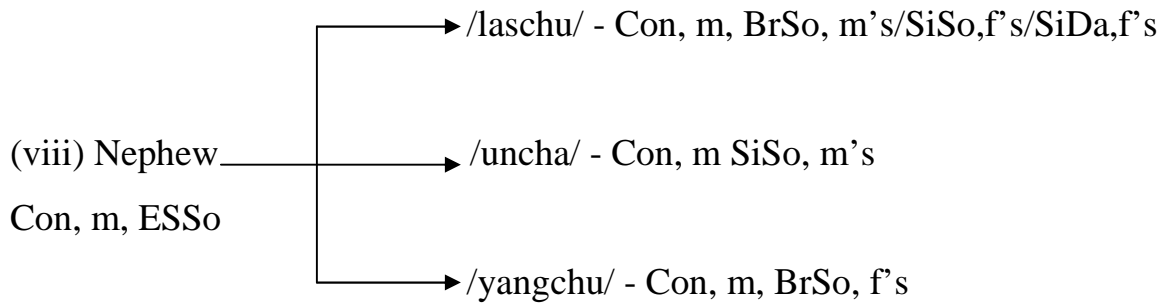 /laschu/ - Con, m, BrSo, m’s/SiSo,f’s/SiDa,f’s
(viii) Nephew
/uncha/ - Con, m SiSo, m’s
Con, m, ESSo
/yangchu/ - Con, m, BrSo, f’s